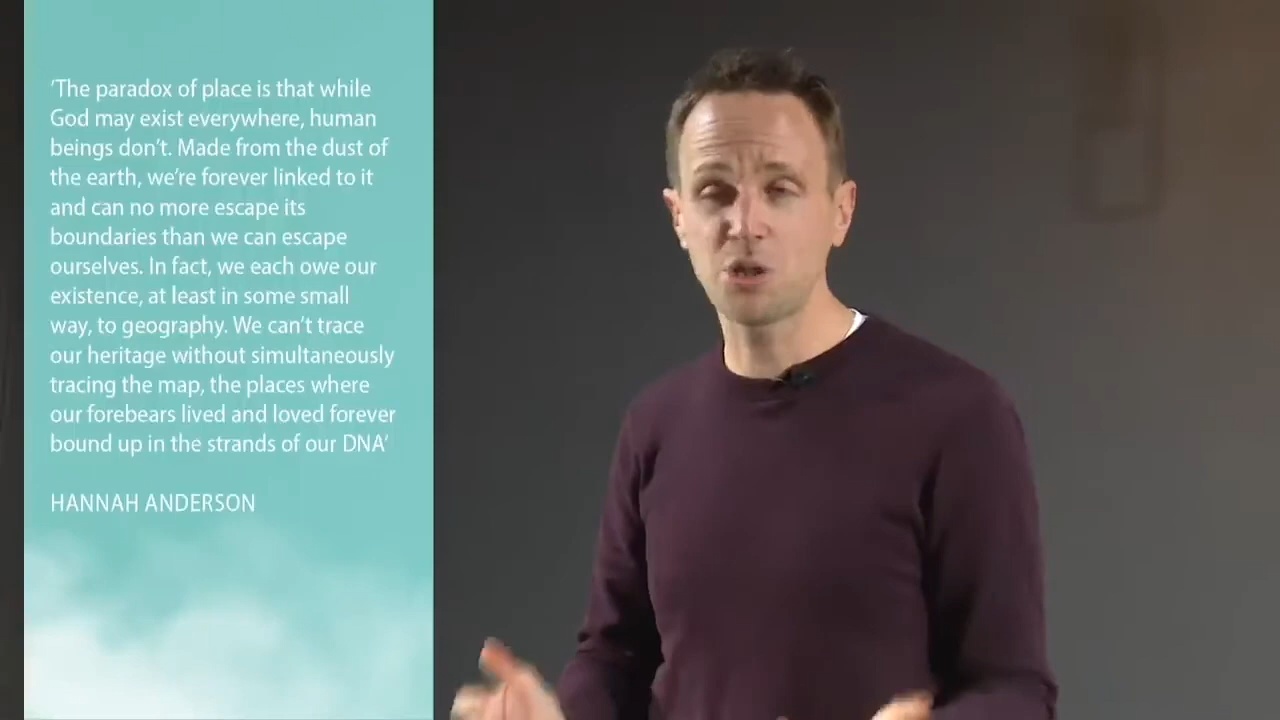 ‘The paradox of place is that while
God may exist everywhere, human
beings don’t. Made from the dust of
the earth, we’re forever linked to it
and can no more escape its
boundaries than we can escape
ourselves. In fact, we each owe our
existence, at least in some small
way, to geography. We can’t trace
our heritage without simultaneously
tracing the map, the places where
our forebears lived and loved forever
bound up in the strands of our DNA’
HANNAH ANDERSON